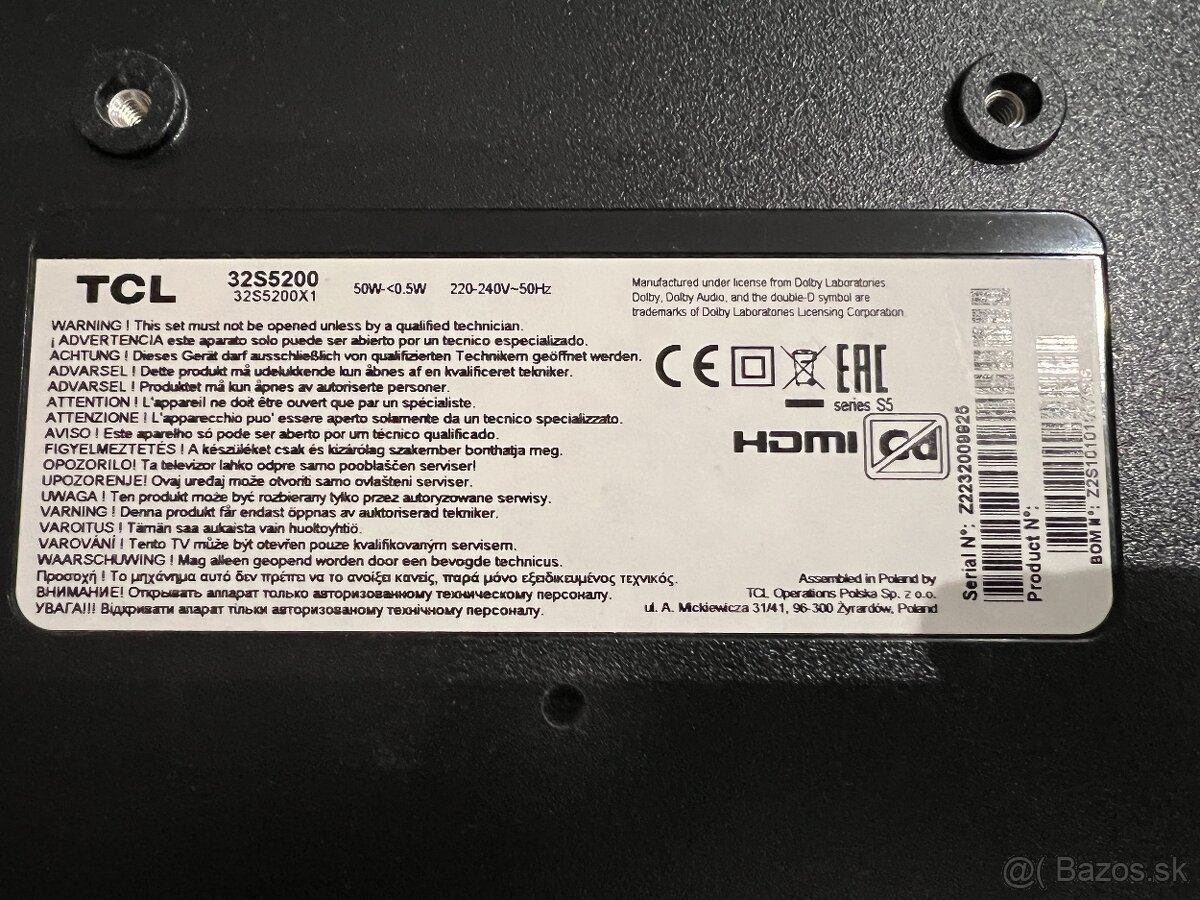 TCL
32S5200
32S5200X1
50W-<0.5W 220-240V~50Hz
Manufactured under license from Dolby Laboratories.
Dolby, Dolby Audio, and the double-D symbol are
trademarks of Dolby Laboratories Licensing Corporation.
WARNING ! This set must not be opened unless by a qualified technician.
¡ ADVERTENCIA este aparato solo puede ser abierto por un tecnico especializado.
ACHTUNG ! Dieses Gerät darf ausschließlich von qualifizierten Technikern geöffnet werden.
ADVARSEL ! Dette produkt må udelukkende kun åbnes af en kvalificeret tekniker.
ADVARSEL ! Produktet må kun åpnes av autoriserte personer.
ATTENTION ! L'appareil ne doit être ouvert que par un spécialiste.
ATTENZIONE ! L'apparecchio puo' essere aperto solamente da un tecnico specializzato.
AVISO ! Este aparelho só pode ser aberto por um técnico qualificado.
FIGYELMEZTETÉS ! A készüléket csak és kizárólag szakember bonthatja meg.
OPOZORILO! Ta televizor lahko odpre samo pooblaščen serviser!
UPOZORENJE! Ovaj uređaj može otvoriti samo ovlašteni serviser.
UWAGA ! Ten produkt może być rozbierany tylko przez autoryzowane serwisy.
VARNING ! Denna produkt får endast öppnas av auktoriserad tekniker.
VAROITUS ! Tämän saa aukaista vain huoltoyhtiö.
VAROVÁNÍ ! Tento TV může být otevřen pouze kvalifikovaným servisem.
WAARSCHUWING ! Mag alleen geopend worden door een bevogde technicus.
Προσοχή ! Το μηχάνημα αυτό δεν πρέπει να το ανοίξει κανείς, παρά μόνο εξειδικευμένος τεχνικός.
ВНИМАНИЕ! Открывать аппарат только авторизованному техническому персоналу.
УВАГА!!! Відкривати апарат тільки авторизованому технічному персоналу.
CE EAC
series S5
HDMI Cd
Assembled in Poland by
TCL Operations Polska Sp. z o.o.
ul. A. Mickiewicza 31/41, 96-300 Żyrardów, Poland
Serial N°:
Product N°:
BOM N°:
@( Bazos.sk